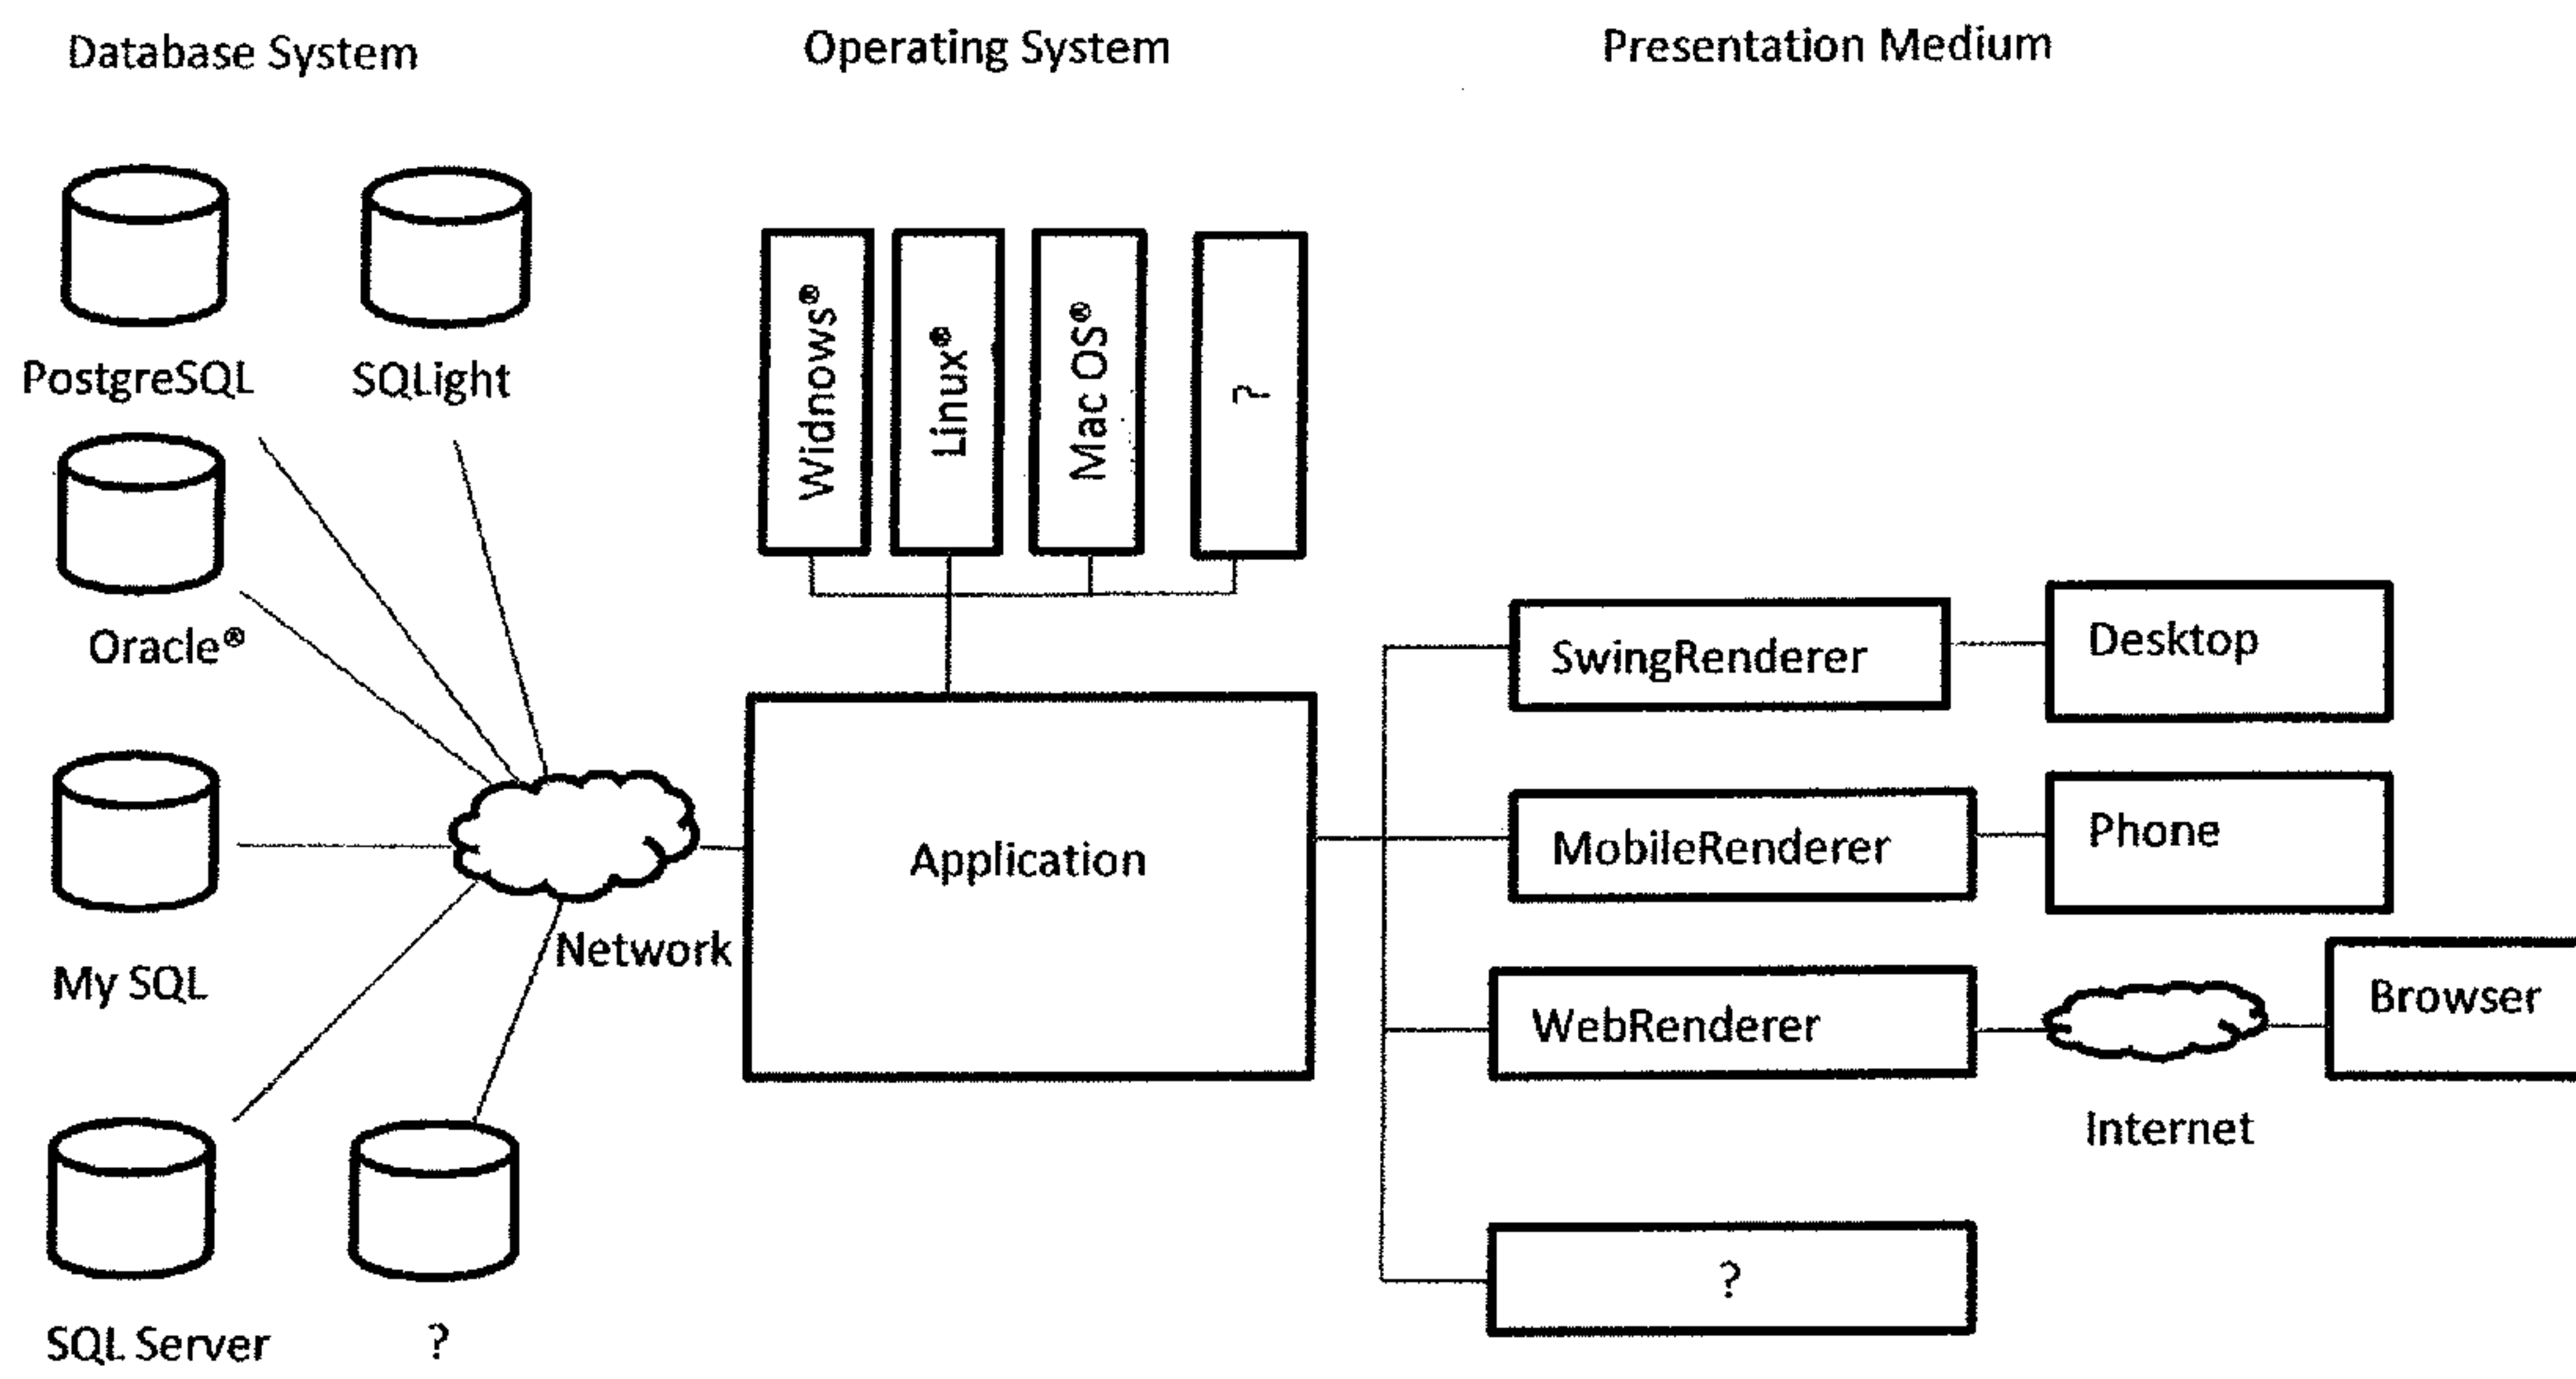 Database System
Operating System
Presentation Medium
PostgreSQL
SQLight
Oracle®
My SQL
SQL Server
?
Network
Widnows®
Linux®
Mac OS®
?
Application
SwingRenderer
Desktop
MobileRenderer
Phone
WebRenderer
Internet
Browser
?